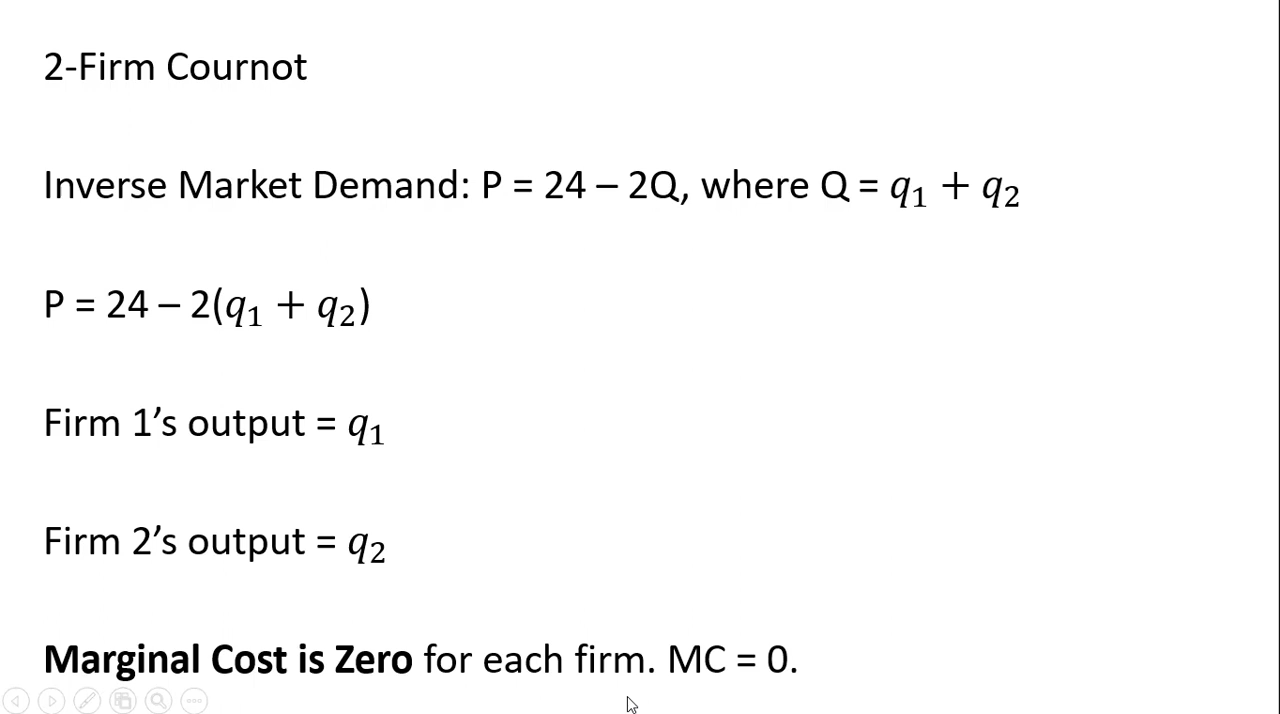 2-Firm Cournot
Inverse Market Demand: P = 24 – 2Q, where Q = 𝑞₁ + 𝑞₂
P = 24 – 2(𝑞₁ + 𝑞₂)
Firm 1’s output = 𝑞₁
Firm 2’s output = 𝑞₂
Marginal Cost is Zero for each firm. MC = 0.